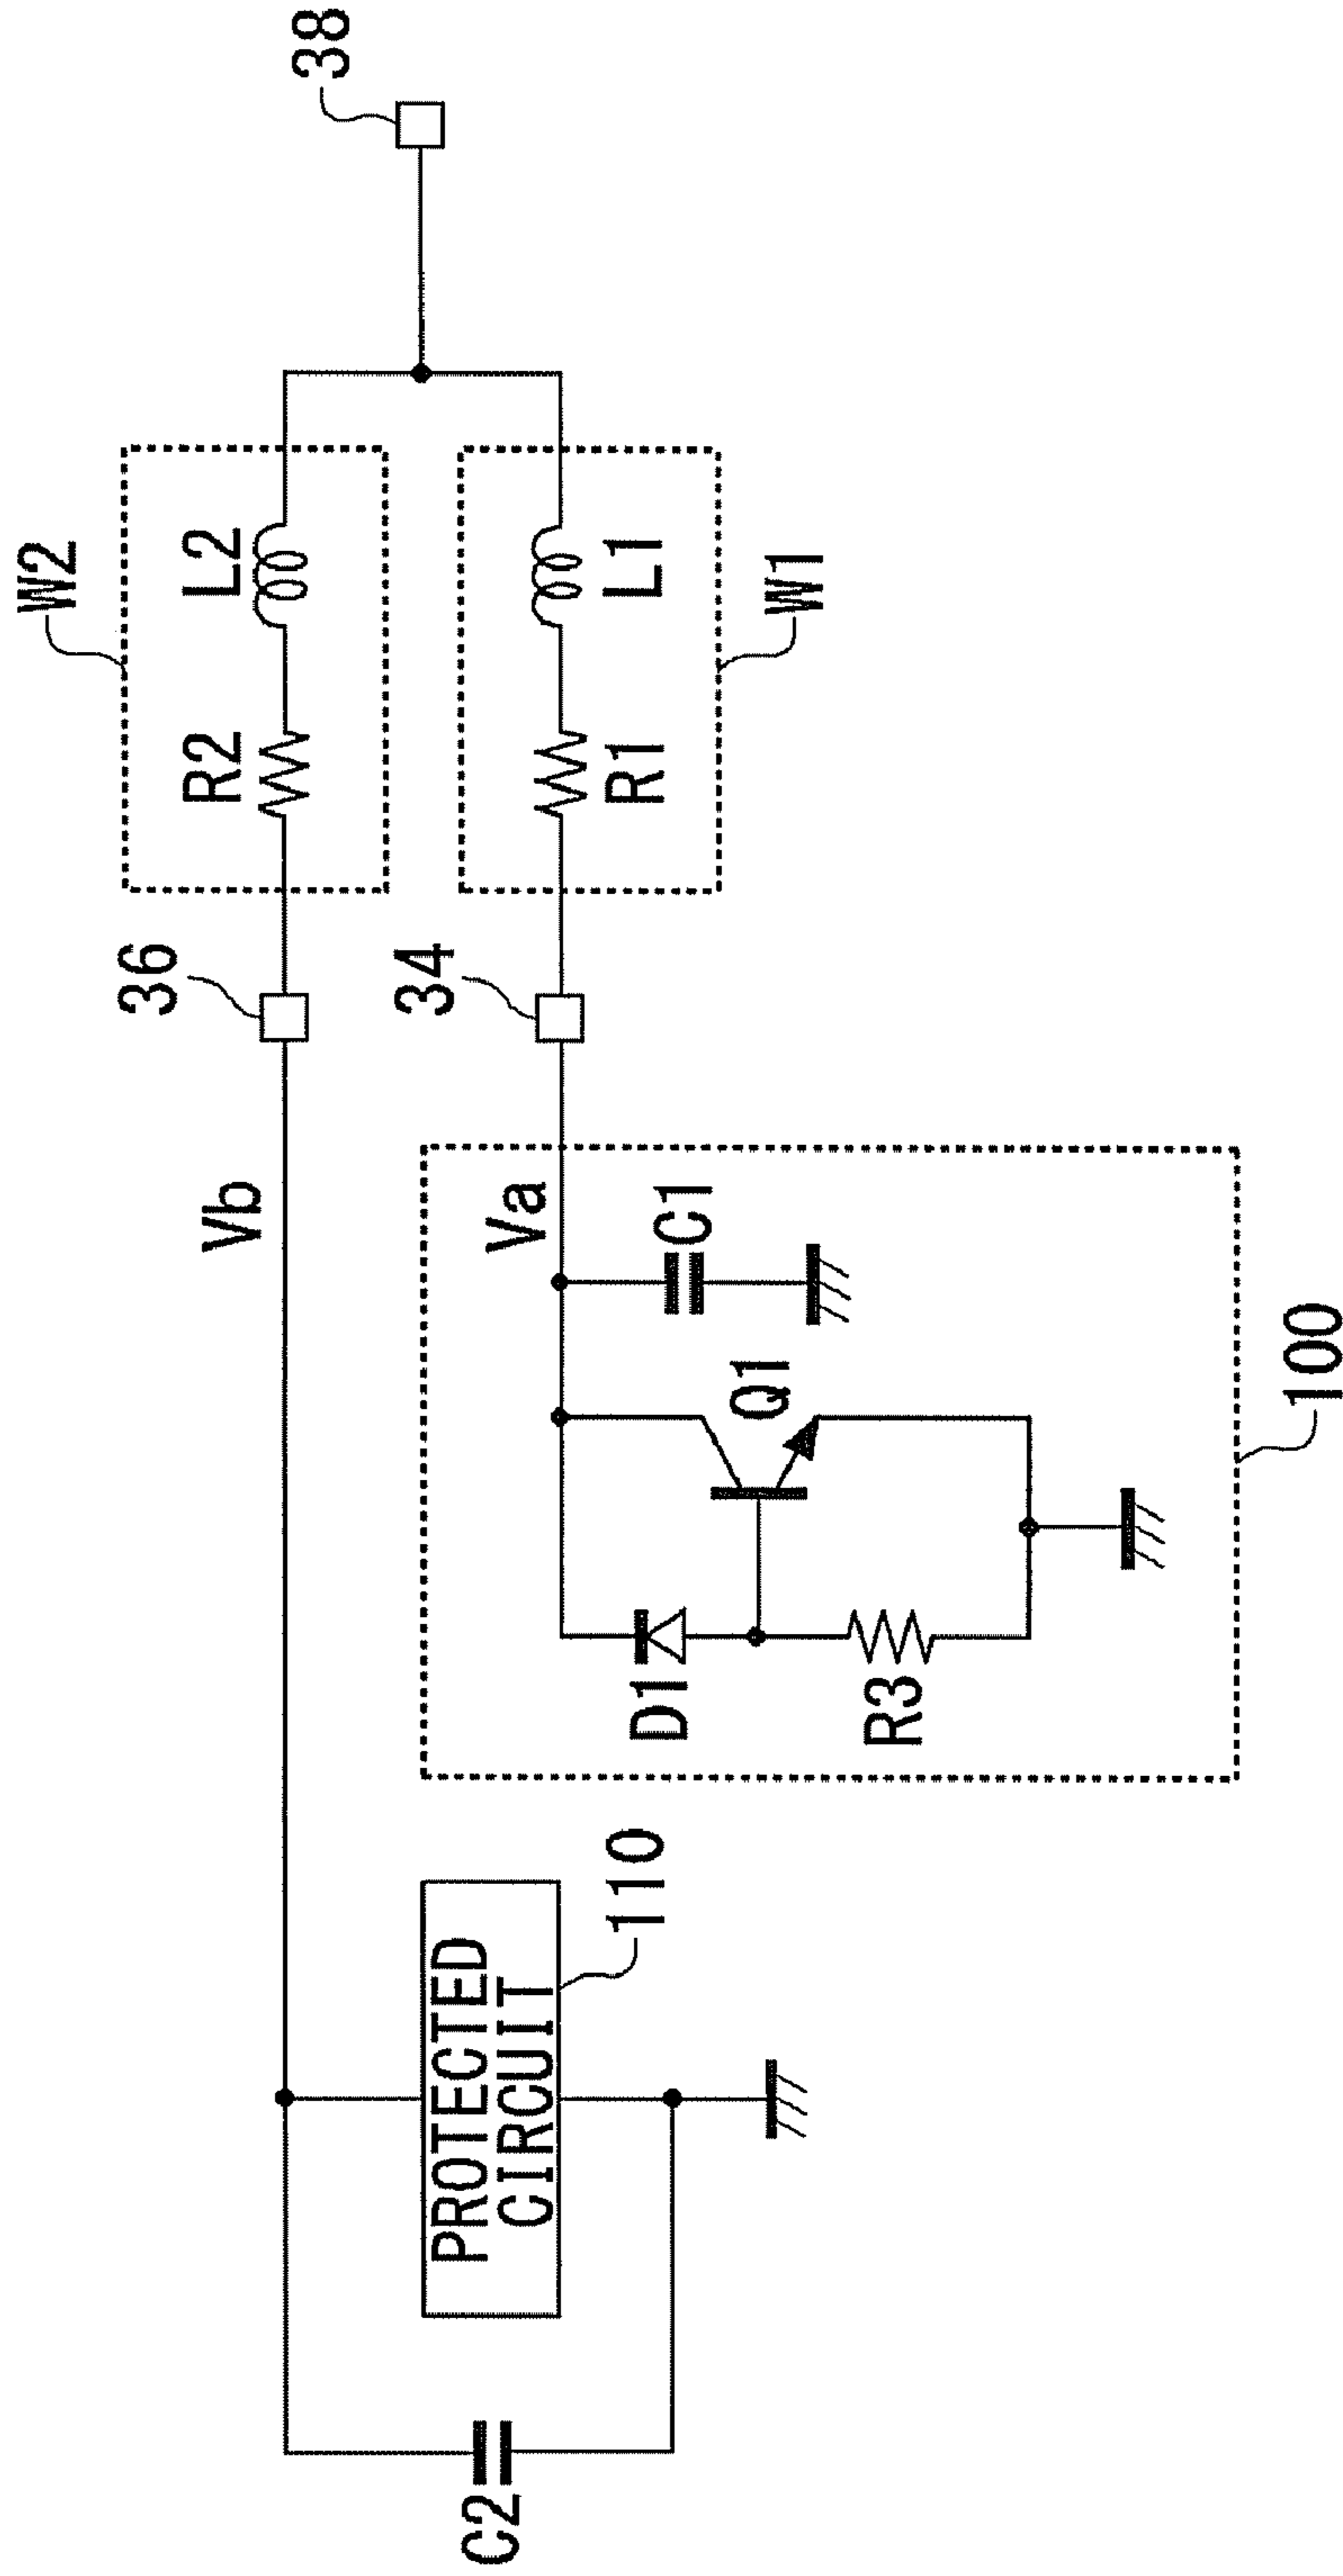 38
W2
L2
R2
L1
R1
W1
36
34
Vb
Va
C1
Q1
D1
R3
100
PROTECTED
CIRCUIT
110
C2